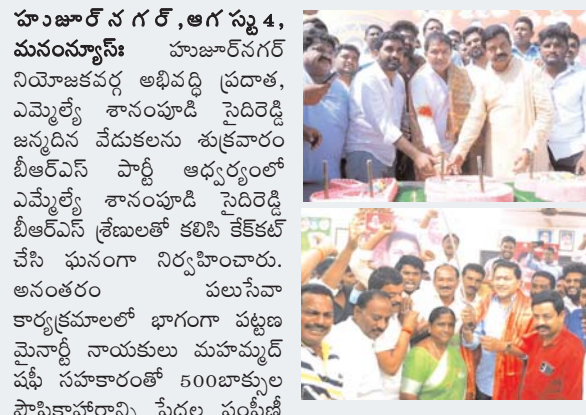 హుజూర్ నగర్,ఆగస్టు4,
మనంన్యూస్: హుజూర్‌నగర్
నియోజకవర్గ అభివద్ధి ప్రదాత,
ఎమ్మెల్యే శానంపూడి సైదిరెడ్డి
జన్మదిన వేడుకలను శుక్రవారం
బీఆర్ఎస్ పార్టీ ఆధ్వర్యంలో
ఎమ్మేల్యే శానంపూడి సైదిరెడ్డి
బీఆర్ఎస్ శ్రేణులతో కలిసి కేక్‌కట్
చేసి ఘనంగా నిర్వహించారు.
అనంతరం పలుసేవా
కార్యక్రమాలలో భాగంగా పట్టణ
మైనార్టీ నాయకులు మహమ్మద్
షఫీ సహకారంతో 500బాక్సుల
పౌష్టికాహారాన్ని పేదల పంపిణీ